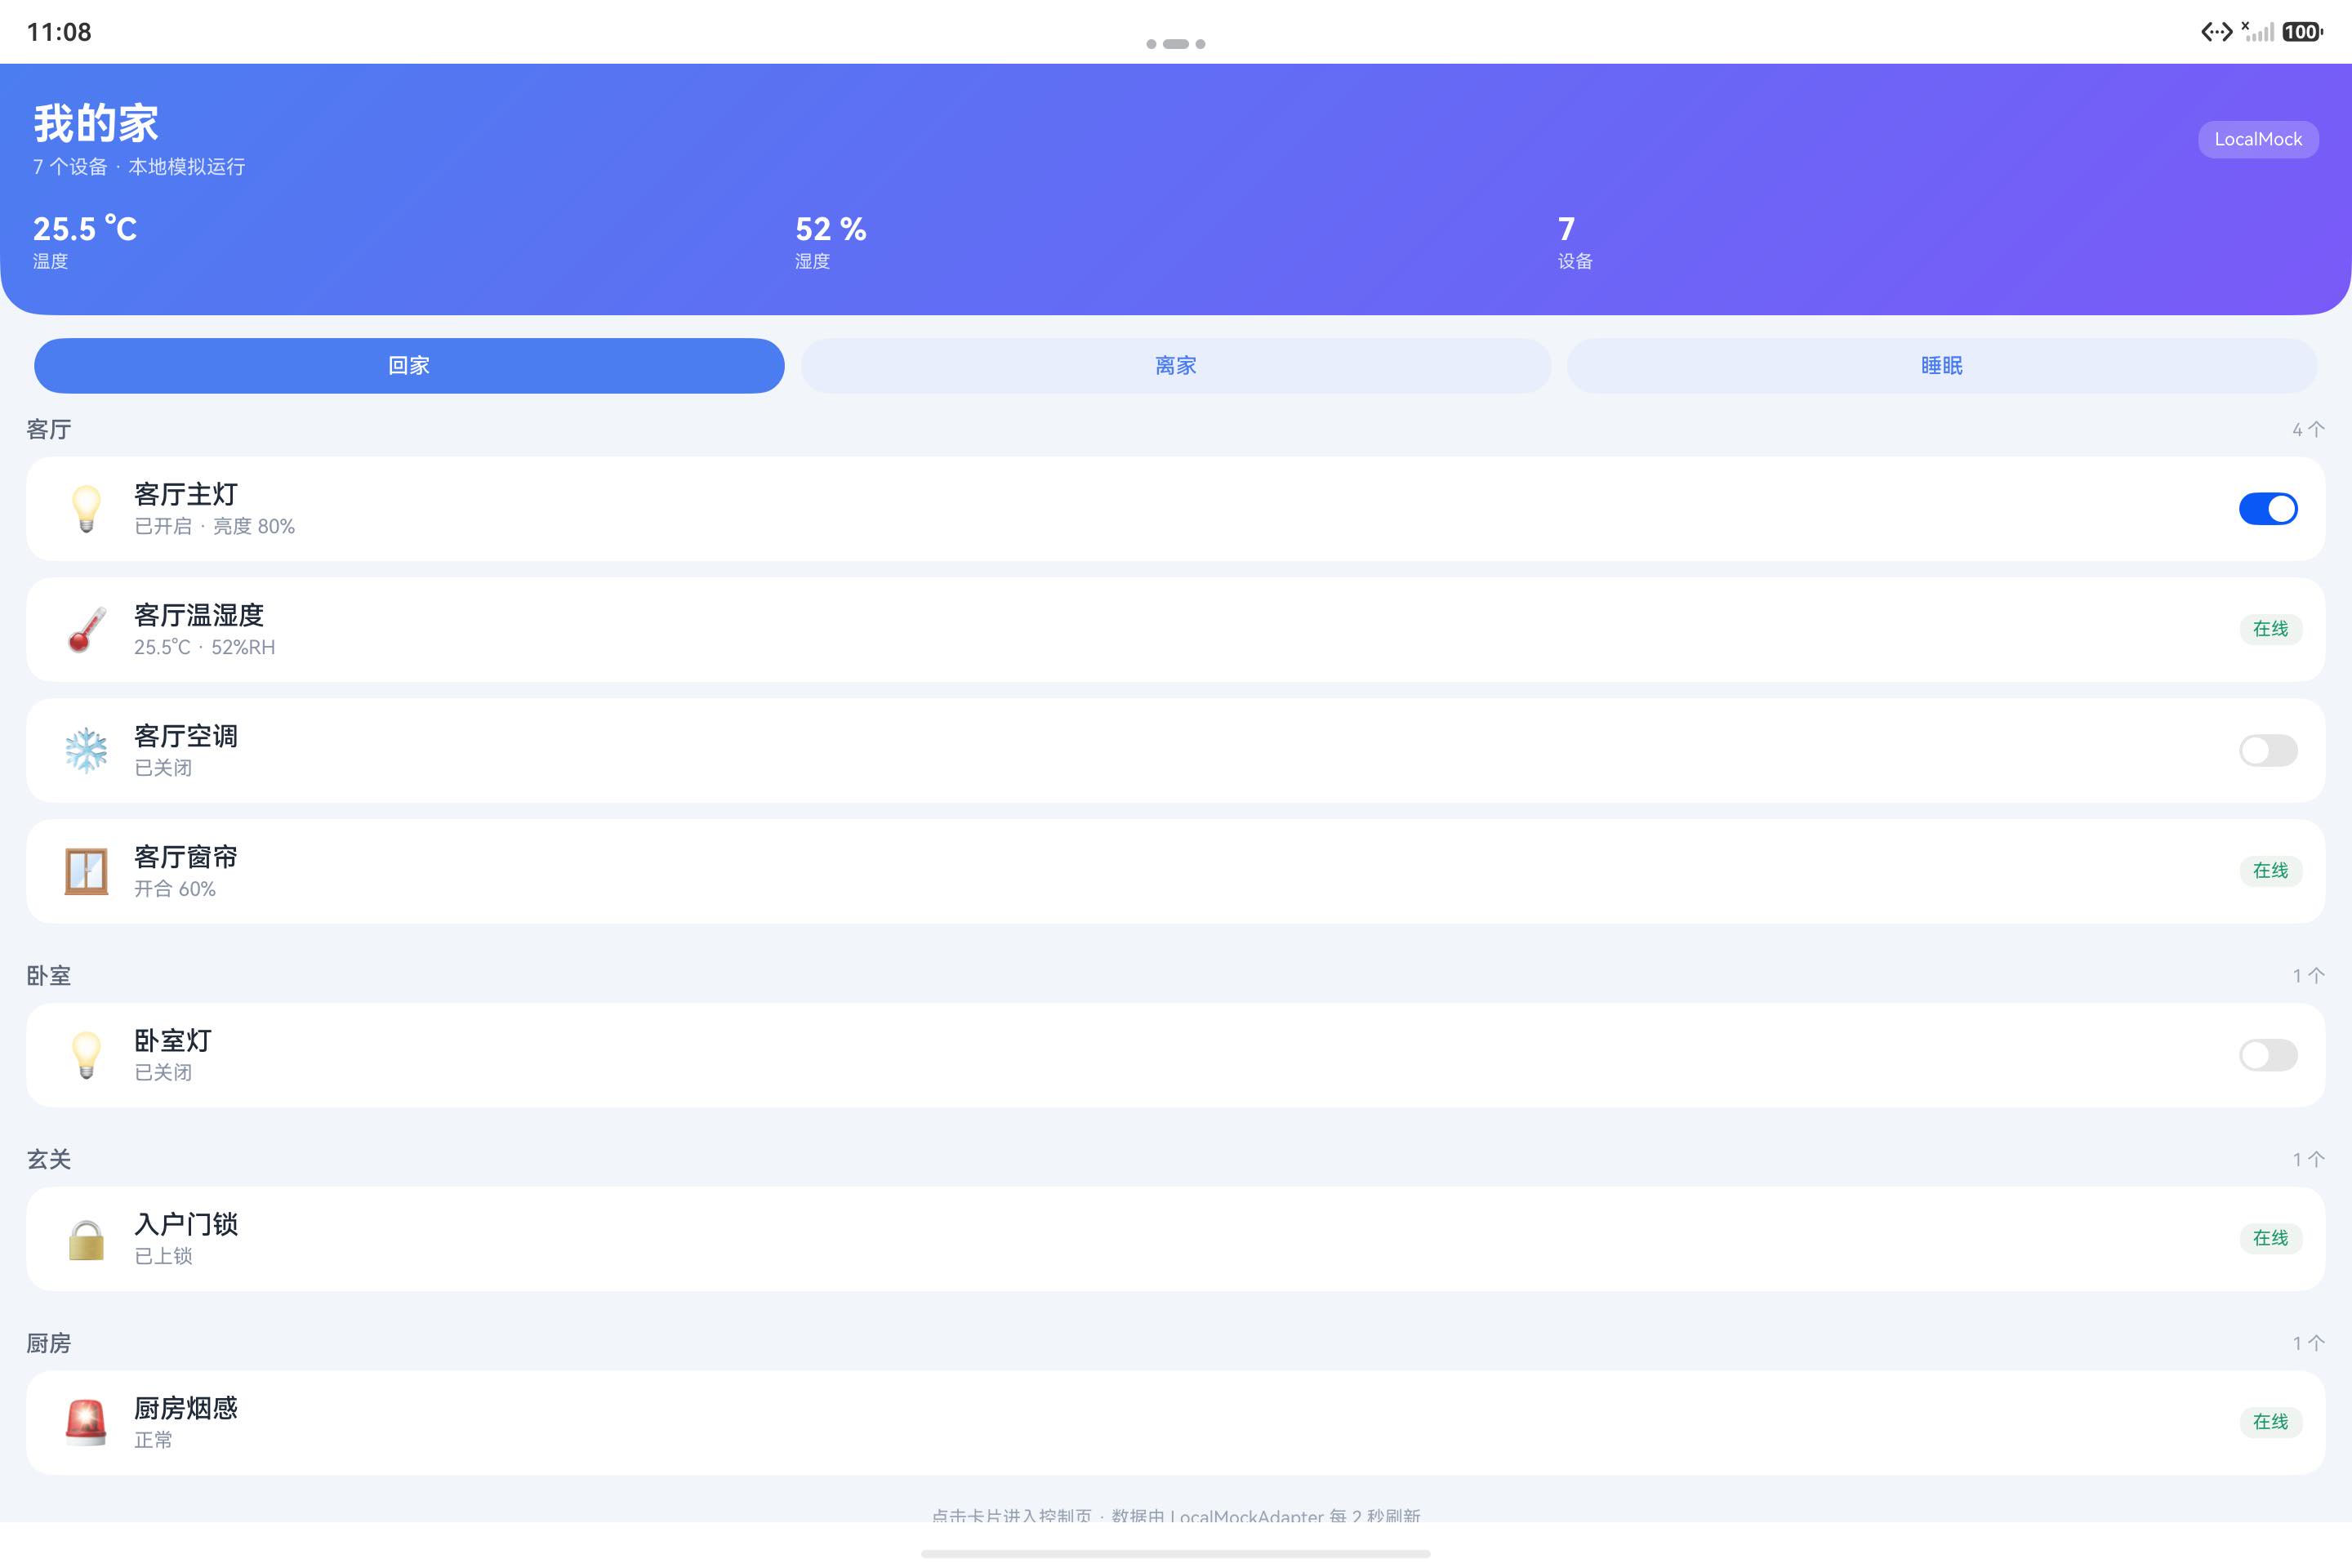 11:08
100
我的家
7 个设备 · 本地模拟运行
LocalMock
25.5 °C
温度
52 %
湿度
7
设备
回家
离家
睡眠
客厅
4 个
客厅主灯
已开启 · 亮度 80%
客厅温湿度
25.5°C · 52%RH
在线
客厅空调
已关闭
客厅窗帘
开合 60%
在线
卧室
1 个
卧室灯
已关闭
玄关
1 个
入户门锁
已上锁
在线
厨房
1 个
厨房烟感
正常
在线
点击卡片进入控制页 · 数据由 LocalMockAdapter 每 2 秒刷新